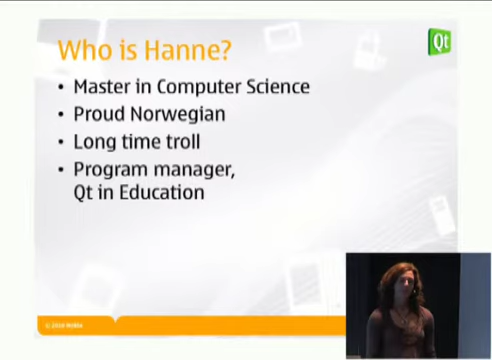 Who is Hanne?
Qt
• Master in Computer Science
• Proud Norwegian
• Long time troll
• Program manager,
Qt in Education
© 2010 Nokia